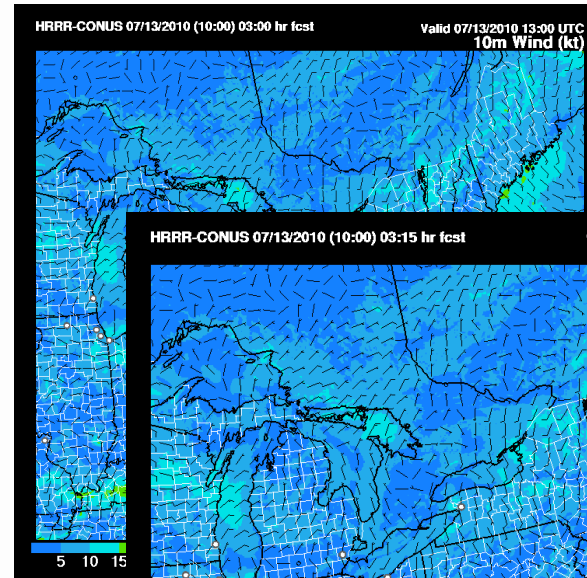 HRRR-CONUS 07/13/2010 (10:00) 03:00 hr fcst
Valid 07/13/2010 13:00 UTC
10m Wind (kt)
HRRR-CONUS 07/13/2010 (10:00) 03:15 hr fcst
5 10 15